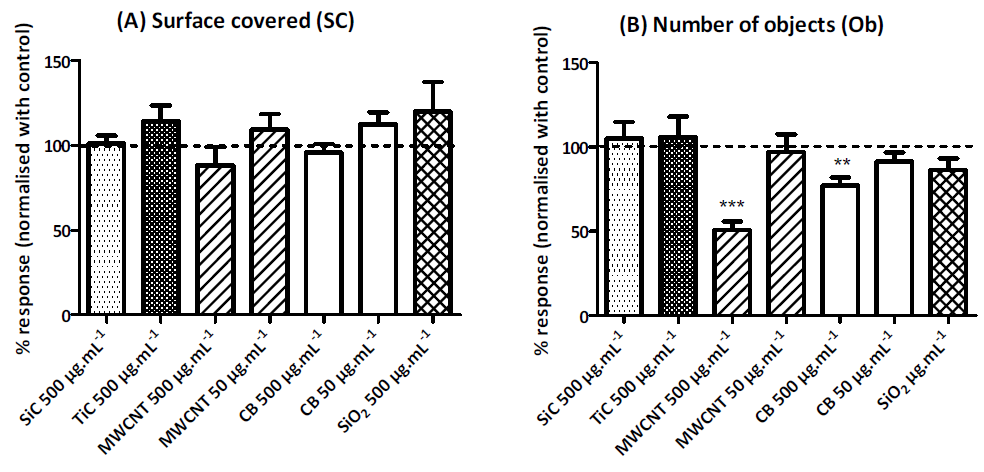 (A) Surface covered (SC)
% response (normalised with control)
150
100
50
0
SiC 500 µg.mL⁻¹
TiC 500 µg.mL⁻¹
MWCNT 500 µg.mL⁻¹
MWCNT 50 µg.mL⁻¹
CB 500 µg.mL⁻¹
CB 50 µg.mL⁻¹
SiO₂ 500 µg.mL⁻¹
(B) Number of objects (Ob)
% response (normalised with control)
150
100
50
0
***
**
SiC 500 µg.mL⁻¹
TiC 500 µg.mL⁻¹
MWCNT 500 µg.mL⁻¹
MWCNT 50 µg.mL⁻¹
CB 500 µg.mL⁻¹
CB 50 µg.mL⁻¹
SiO₂ µg.mL⁻¹